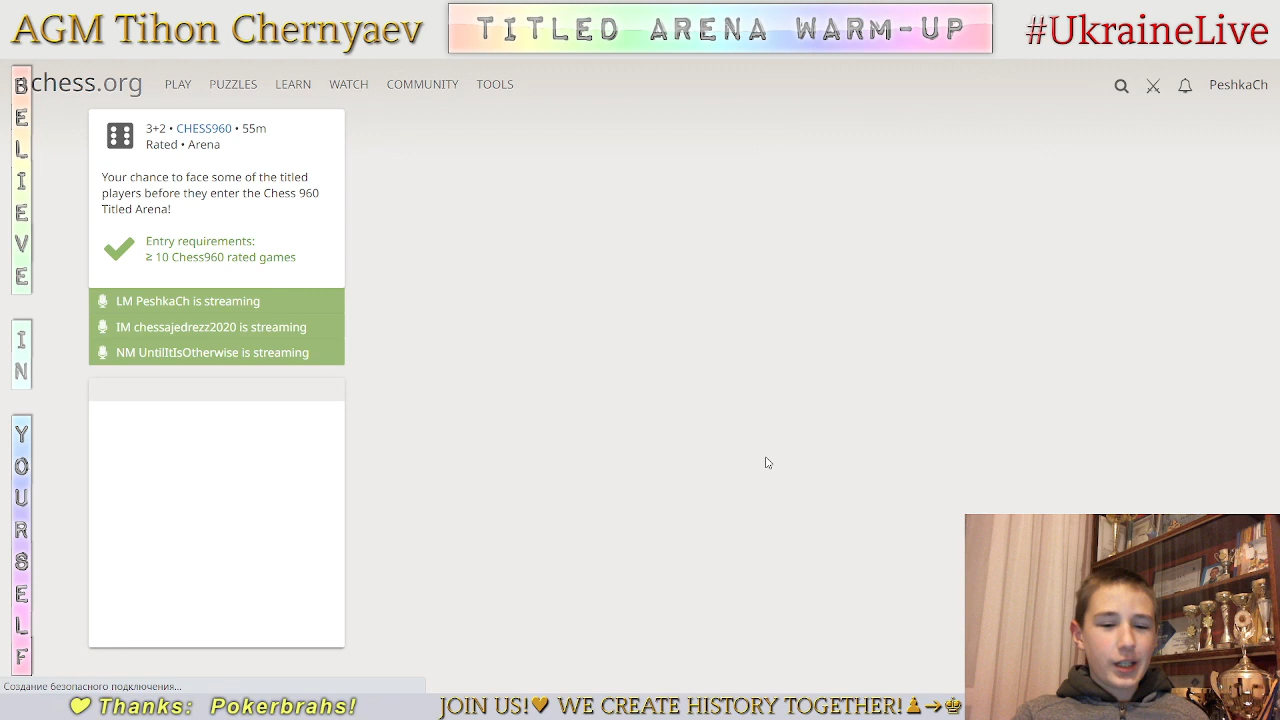 AGM Tihon Chernyaev
TITLED ARENA WARM-UP
#UkraineLive
chess.org
PLAY
PUZZLES
LEARN
WATCH
COMMUNITY
TOOLS
PeshkaCh
BELIEVE
IN
YOURSELF
3+2 • CHESS960 • 55m
Rated • Arena
Your chance to face some of the titled
players before they enter the Chess 960
Titled Arena!
Entry requirements:
≥ 10 Chess960 rated games
LM PeshkaCh is streaming
IM chessajedrezz2020 is streaming
NM UntilItIsOtherwise is streaming
Создание безопасного подключения...
Thanks: Pokerbrahs!
JOIN US!♥ WE CREATE HISTORY TOGETHER!♟→♚